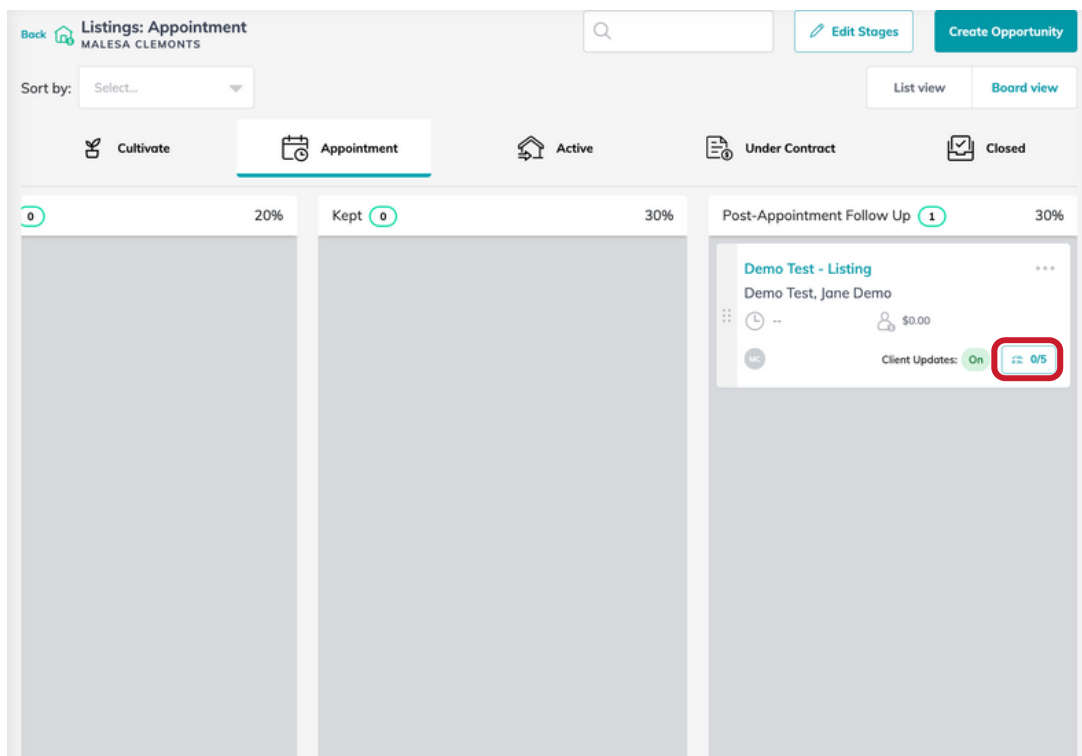 Back
Listings: Appointment
MALESA CLEMONTS
Edit Stages
Create Opportunity
Sort by:
Select...
List view
Board view
Cultivate
Appointment
Active
Under Contract
Closed
0
20%
Kept 0
30%
Post-Appointment Follow Up 1
30%
Demo Test - Listing
Demo Test, Jane Demo
--
$0.00
MC
Client Updates: On
0/5